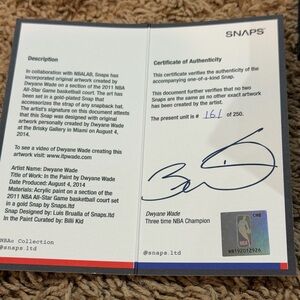 SNAPS
Description
In collaboration with NBALAB, Snaps has
incorporated original artwork created by
Dwyane Wade on a section of the 2011 NBA
All-Star Game basketball court. The art has
been set in a gold-plated Snap that
accessorizes the strap of any snapback hat.
The artist's signature on this document attests
that this Snap was designed with original
artwork personally created by Dwyane Wade
at the Brisky Gallery in Miami on August 4,
2014.
To see a video of Dwyane Wade creating this
artwork visit: www.itpwade.com
Artist Name: Dwyane Wade
Title of Work: In the Paint by Dwyane Wade
Date Produced: August 4, 2014
Materials: Acrylic paint on a section of the
2011 NBA All-Star Game basketball court set in
a gold Snap by Snaps.ltd
Snap Designed by: Luis Bnialla of Snaps.ltd
In the Paint Curated by: Billi Kid
NBAs Collection
@snaps.ltd
Certificate of Authenticity
This certificate verifies the authenticity of the
accompanying one-of-a-kind Snap.
This document further verifies that no two
Snaps are the same as no other exact artwork
has been created by the artist.
The present unit is # 161 of 250.
Dwyane Wade
Three time NBA Champion
@snaps.ltd
NBA